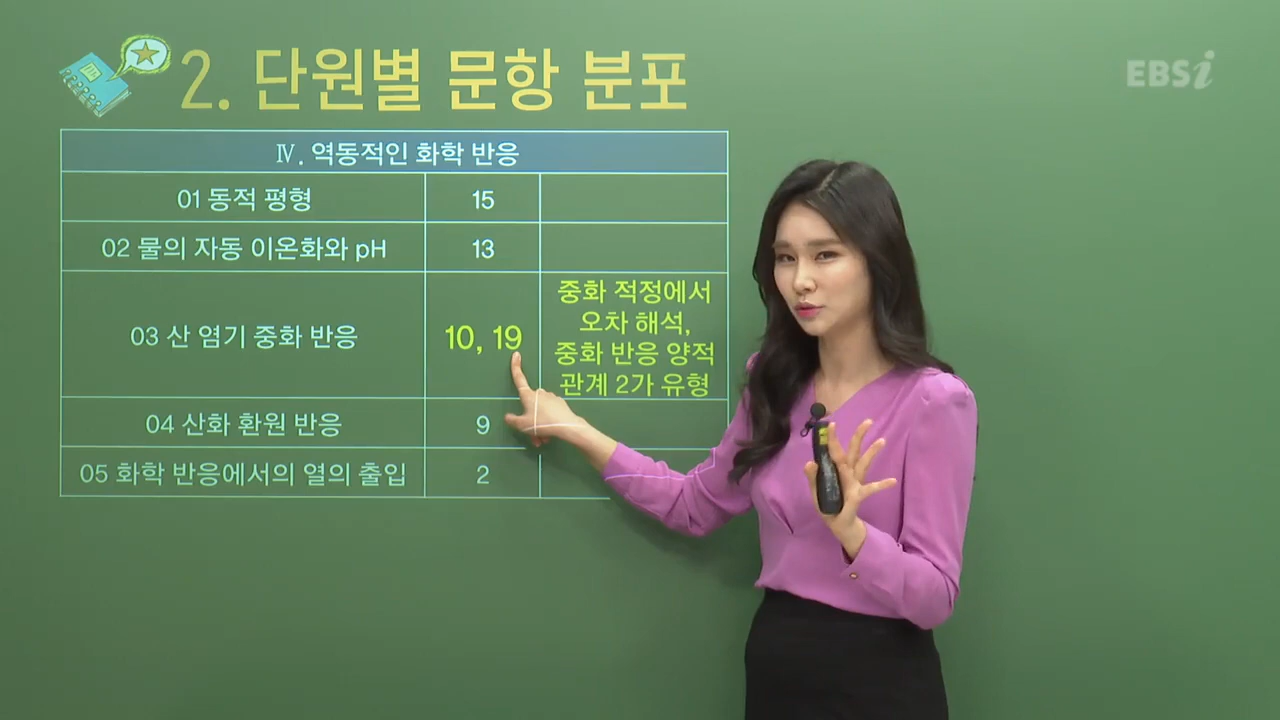 2. 단원별 문항 분포
EBSi
Ⅳ. 역동적인 화학 반응
01 동적 평형 15
02 물의 자동 이온화와 pH 13
03 산 염기 중화 반응 10, 19
중화 적정에서
오차 해석,
중화 반응 양적
관계 2가 유형
04 산화 환원 반응 9
05 화학 반응에서의 열의 출입 2